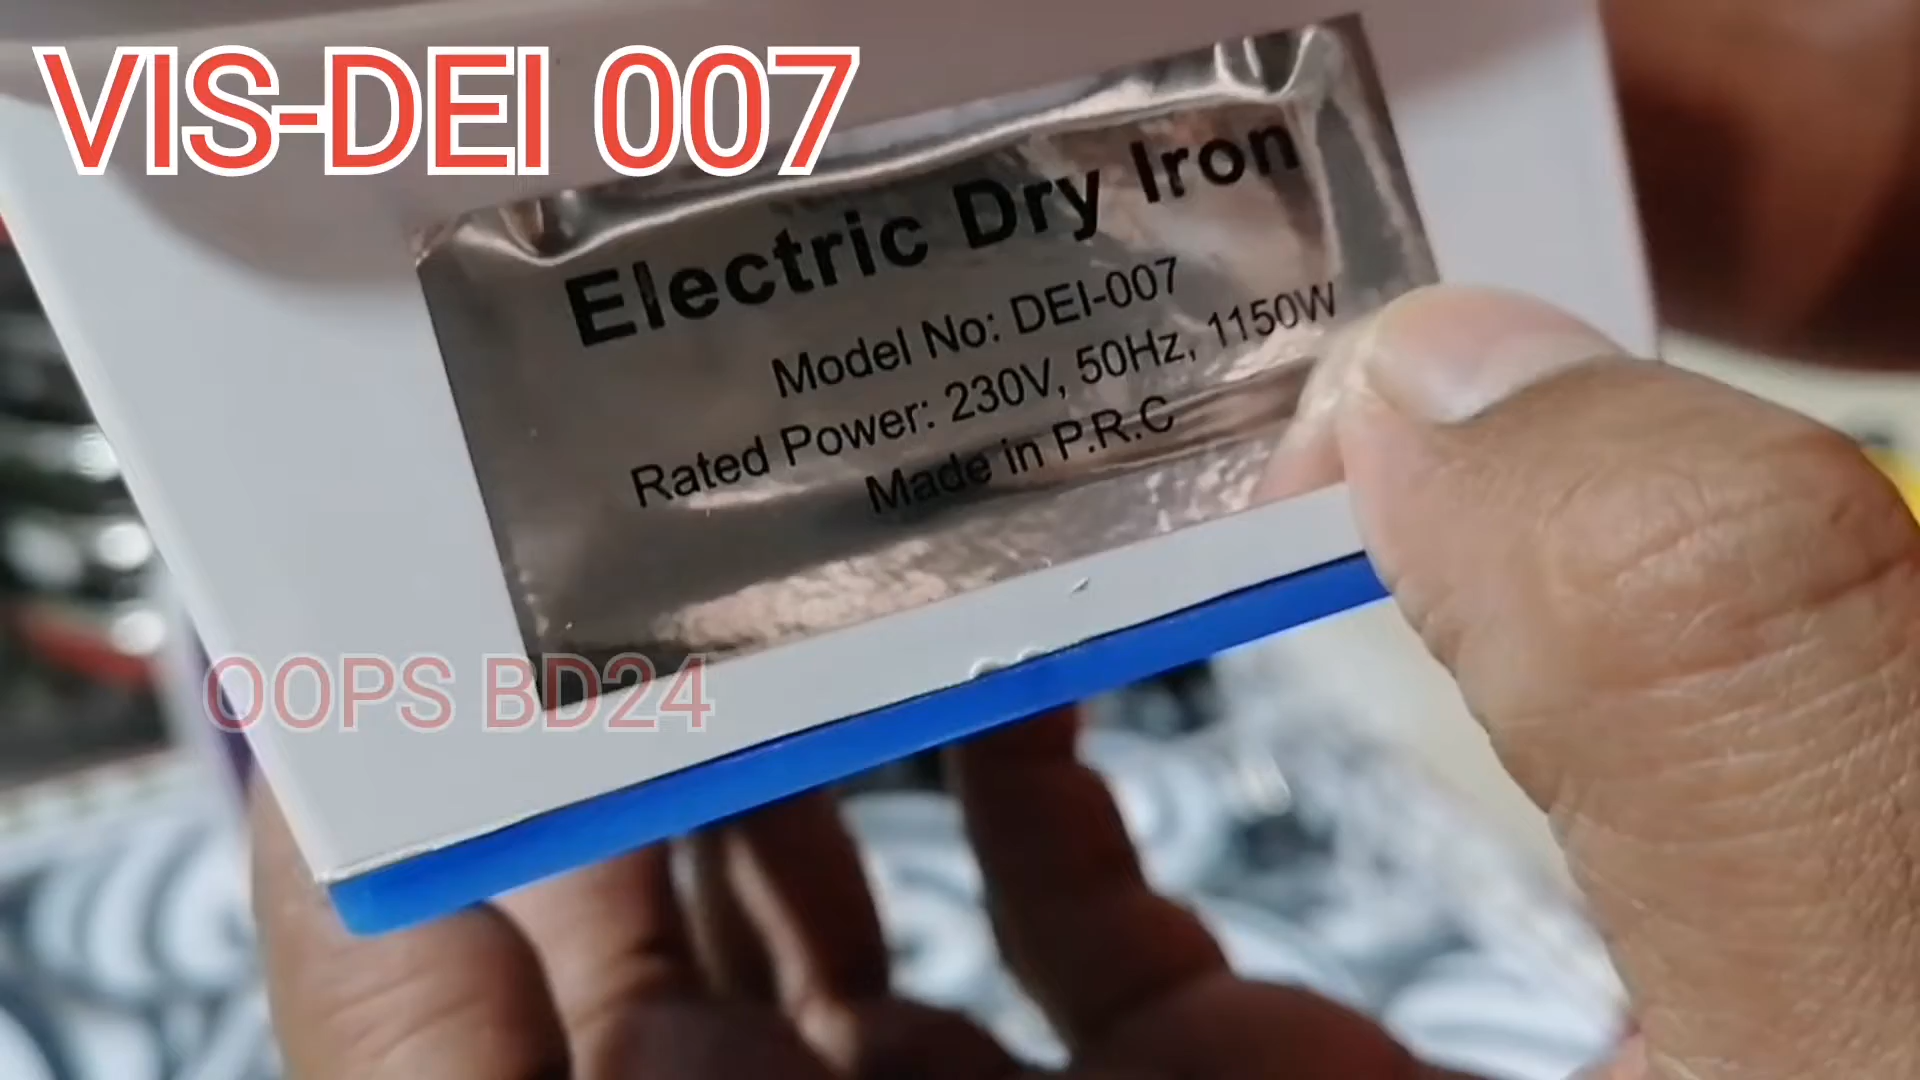 VIS-DEI 007
Electric Dry Iron
Model No: DEI-007
Rated Power: 230V, 50Hz, 1150W
Made in P.R.C
OOPS BD24